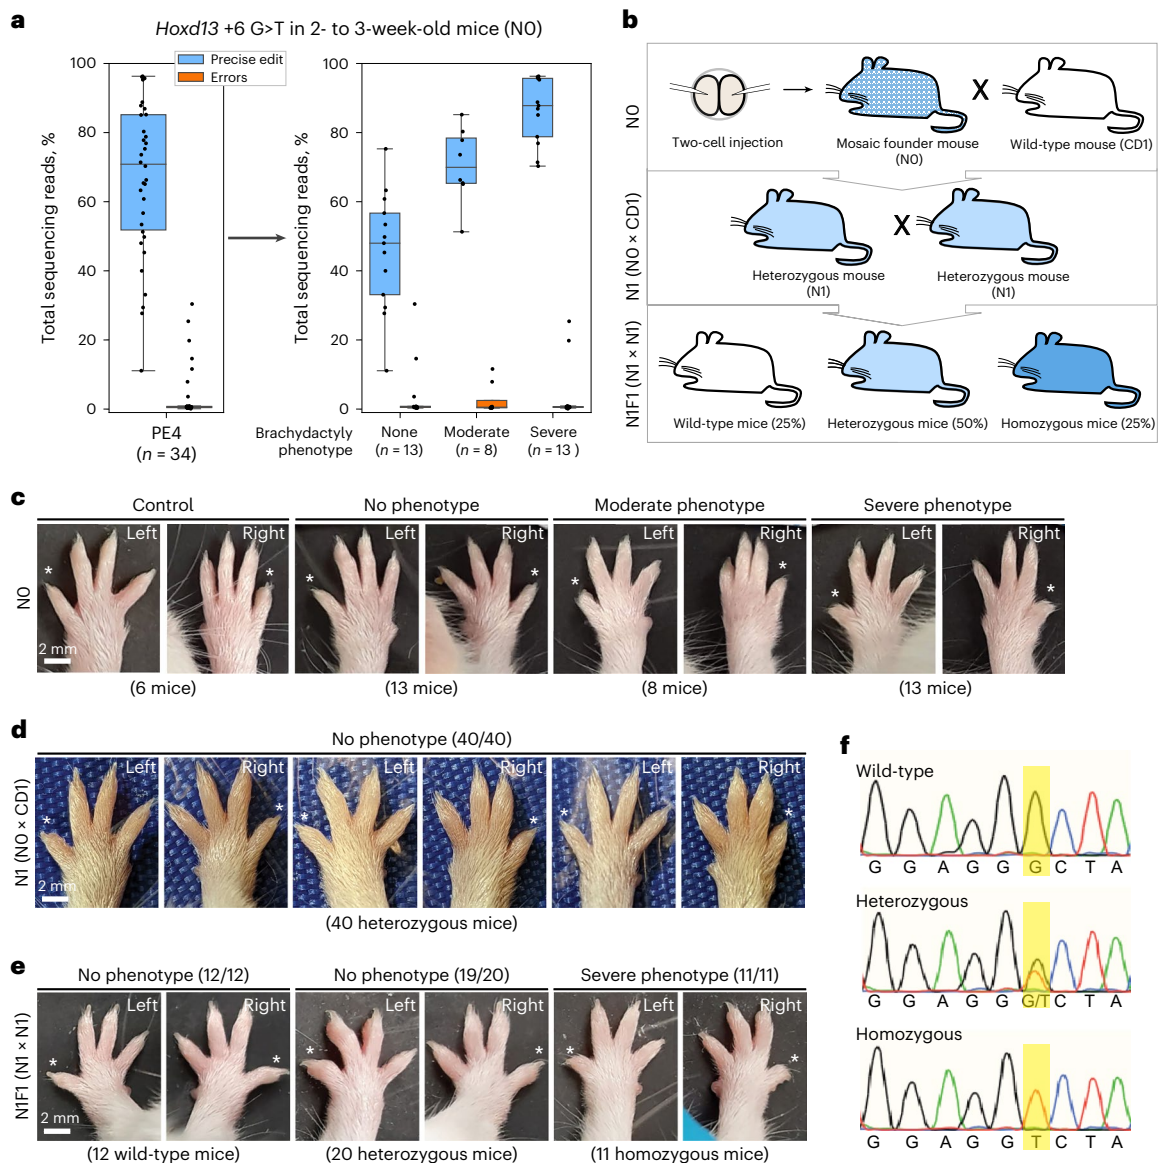 a
Hoxd13 +6 G>T in 2- to 3-week-old mice (N0)
Precise edit
Errors
Total sequencing reads, %
100
80
60
40
20
0
PE4
(n = 34)
Total sequencing reads, %
100
80
60
40
20
0
Brachydactyly
phenotype
None
(n = 13)
Moderate
(n = 8)
Severe
(n = 13 )
b
N0
Two-cell injection
Mosaic founder mouse
(N0)
X
Wild-type mouse (CD1)
N1 (N0 × CD1)
Heterozygous mouse
(N1)
X
Heterozygous mouse
(N1)
N1F1 (N1 × N1)
Wild-type mice (25%)
Heterozygous mice (50%)
Homozygous mice (25%)
c
Control
No phenotype
Moderate phenotype
Severe phenotype
N0
Left
*
2 mm
Right
*
Left
*
Right
*
Left
*
Right
*
Left
*
Right
*
(6 mice)
(13 mice)
(8 mice)
(13 mice)
d
No phenotype (40/40)
N1 (N0 × CD1)
Left
*
2 mm
Right
*
Left
*
Right
*
Left
*
Right
*
(40 heterozygous mice)
e
No phenotype (12/12)
No phenotype (19/20)
Severe phenotype (11/11)
N1F1 (N1 × N1)
Left
*
2 mm
Right
*
Left
*
Right
*
Left
*
Right
*
(12 wild-type mice)
(20 heterozygous mice)
(11 homozygous mice)
f
Wild-type
G G A G G G C T A
Heterozygous
G G A G G G/T C T A
Homozygous
G G A G G T C T A